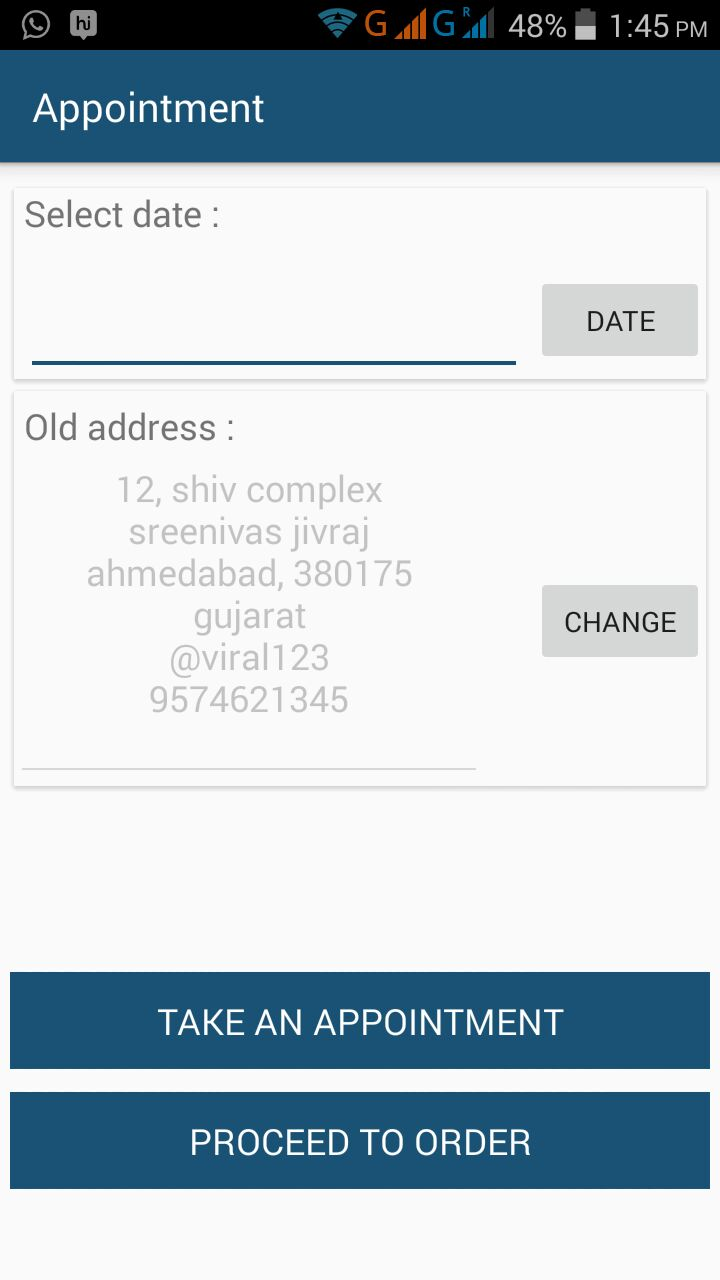 hi G G R 48% 1:45 PM
Appointment
Select date :
DATE
Old address :
12, shiv complex
sreenivas jivraj
ahmedabad, 380175
gujarat
@viral123
9574621345
CHANGE
TAKE AN APPOINTMENT
PROCEED TO ORDER